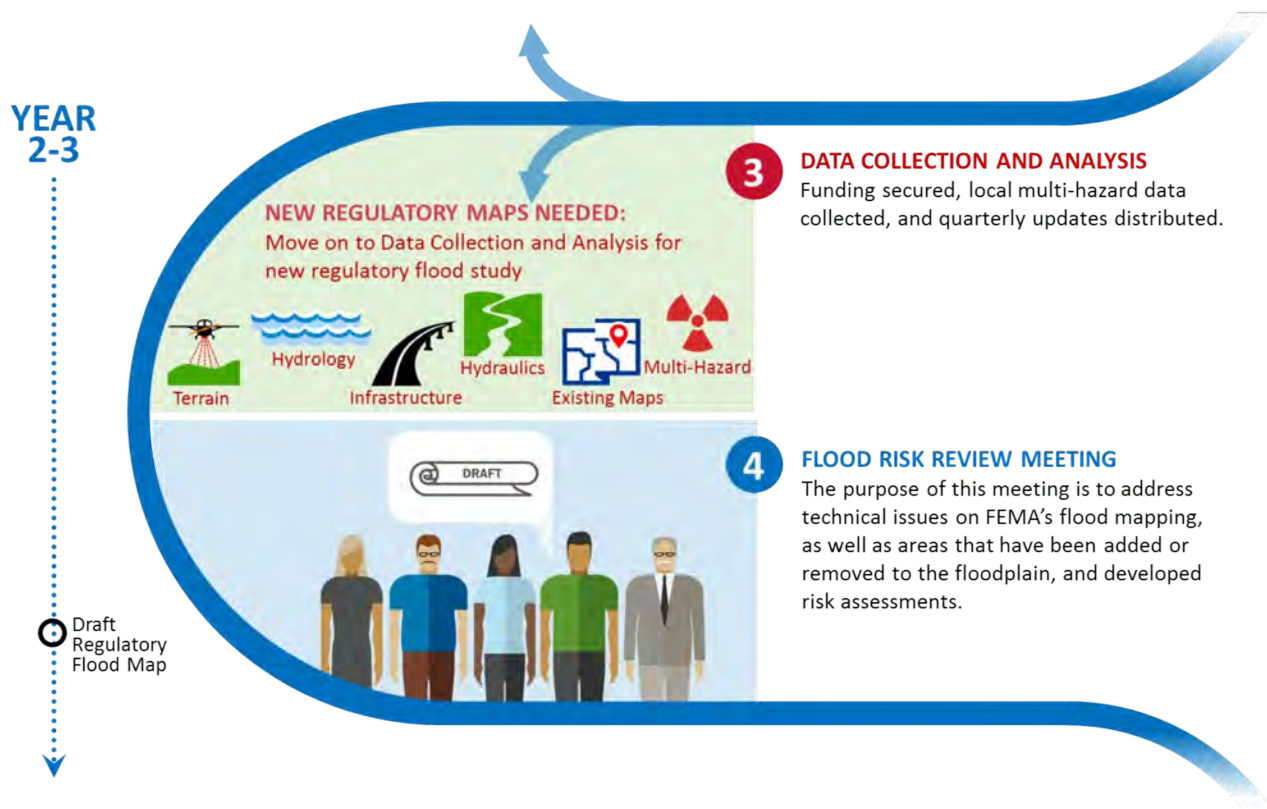 YEAR
2-3
NEW REGULATORY MAPS NEEDED:
Move on to Data Collection and Analysis for
new regulatory flood study
Terrain
Hydrology
Infrastructure
Hydraulics
Existing Maps
Multi-Hazard
3
DATA COLLECTION AND ANALYSIS
Funding secured, local multi-hazard data
collected, and quarterly updates distributed.
DRAFT
4
FLOOD RISK REVIEW MEETING
The purpose of this meeting is to address
technical issues on FEMA’s flood mapping,
as well as areas that have been added or
removed to the floodplain, and developed
risk assessments.
Draft
Regulatory
Flood Map